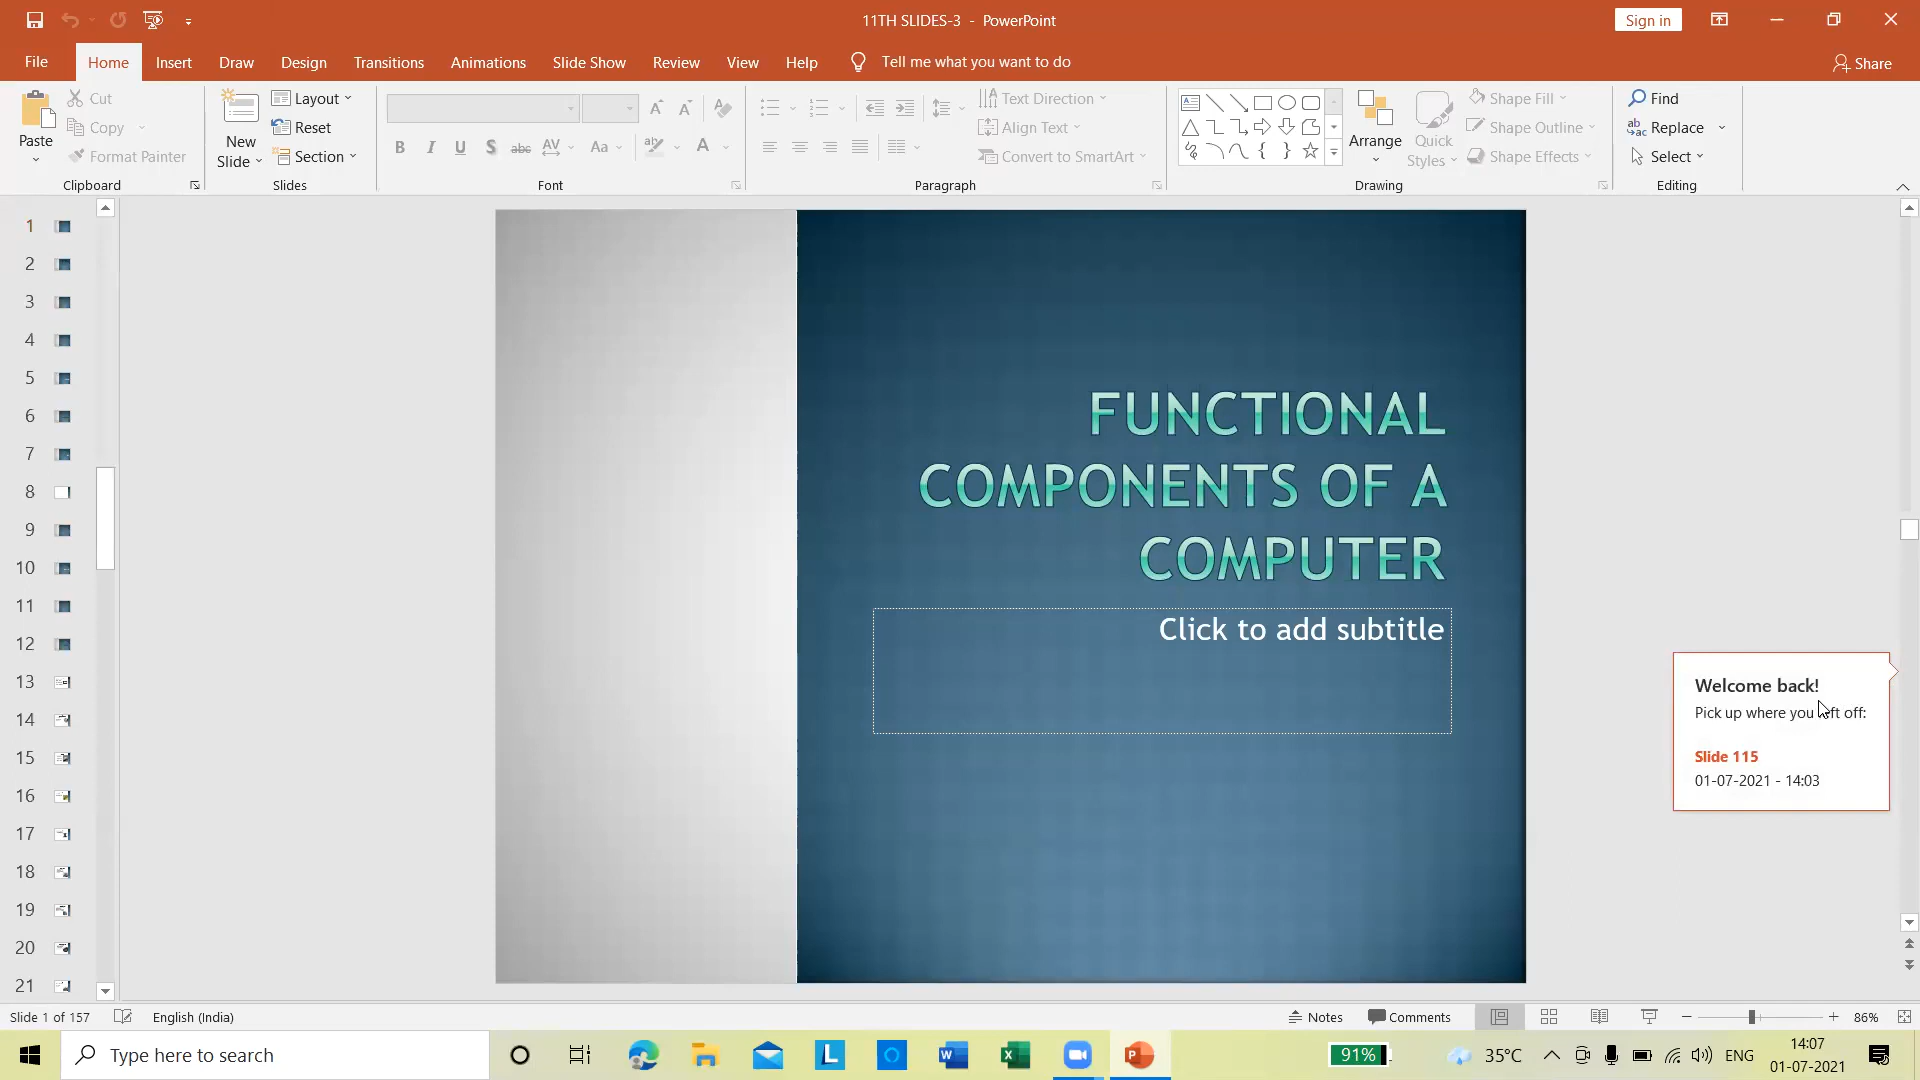 11TH SLIDES-3 - PowerPoint
Sign in
File Home Insert Draw Design Transitions Animations Slide Show Review View Help Tell me what you want to do Share
Paste
Cut
Copy
Format Painter
Clipboard
New Slide
Layout
Reset
Section
Slides
B I U S abc AV Aa A
Font
Text Direction
Align Text
Convert to SmartArt
Paragraph
Arrange
Quick Styles
Shape Fill
Shape Outline
Shape Effects
Drawing
Find
Replace
Select
Editing
1
2
3
4
5
6
7
8
9
10
11
12
13
14
15
16
17
18
19
20
21
FUNCTIONAL
COMPONENTS OF A
COMPUTER
Click to add subtitle
Welcome back!
Pick up where you left off:
Slide 115
01-07-2021 - 14:03
Slide 1 of 157 English (India) Notes Comments 86%
Type here to search
91% 35°C ENG
14:07
01-07-2021